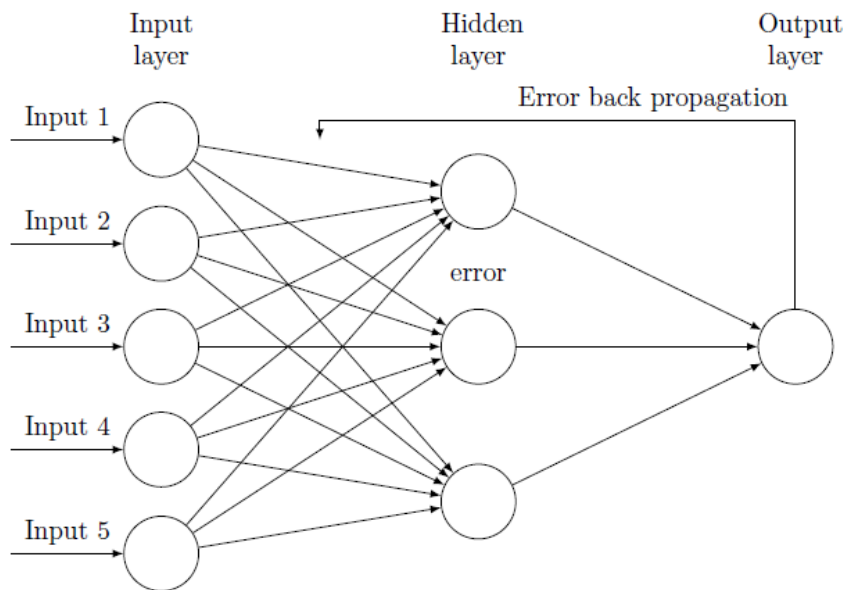 Input
layer
Hidden
layer
Output
layer
Error back propagation
Input 1
Input 2
error
Input 3
Input 4
Input 5